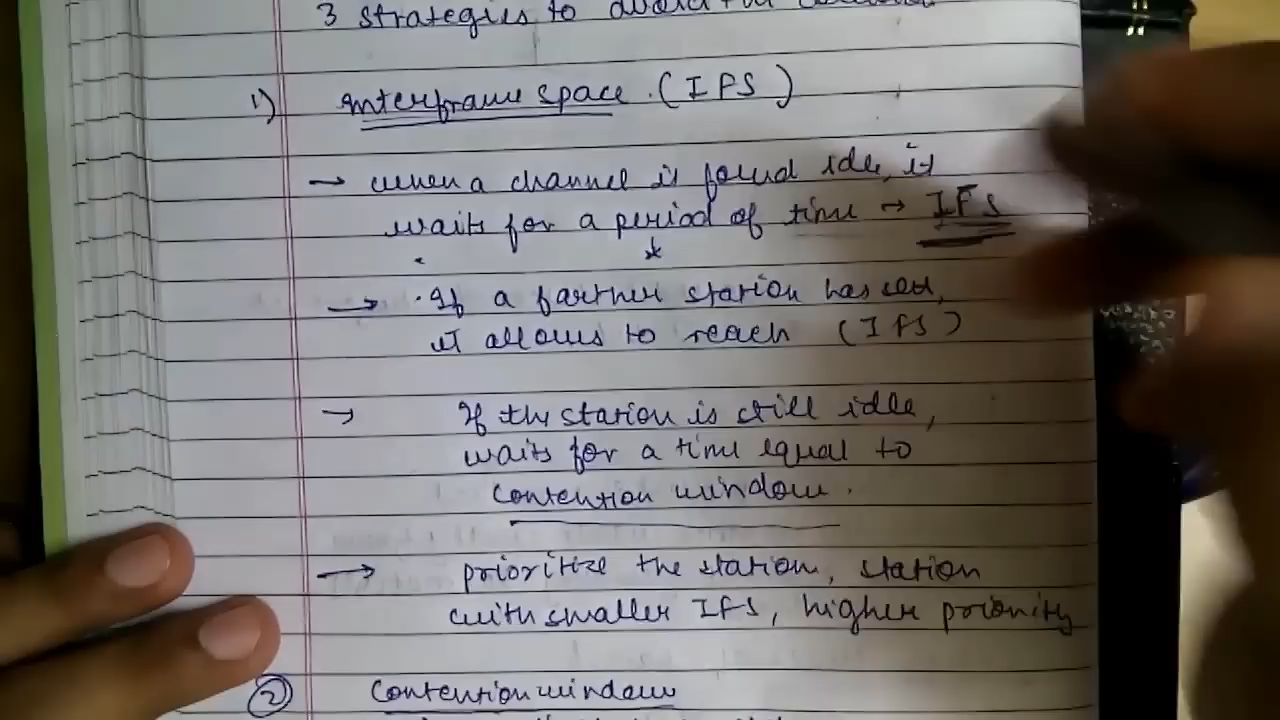 3 strategies to avoid
1) Interframe space. (IFS)
→ when a channel is found idle, it
waits for a period of time → IFS
*
→ . If a farther station has sent,
it allows to reach (IFS)
→ If the station is still idle,
waits for a time equal to
contention window.
→ prioritize the station, station
with smaller IFS, higher priority
② Contention window